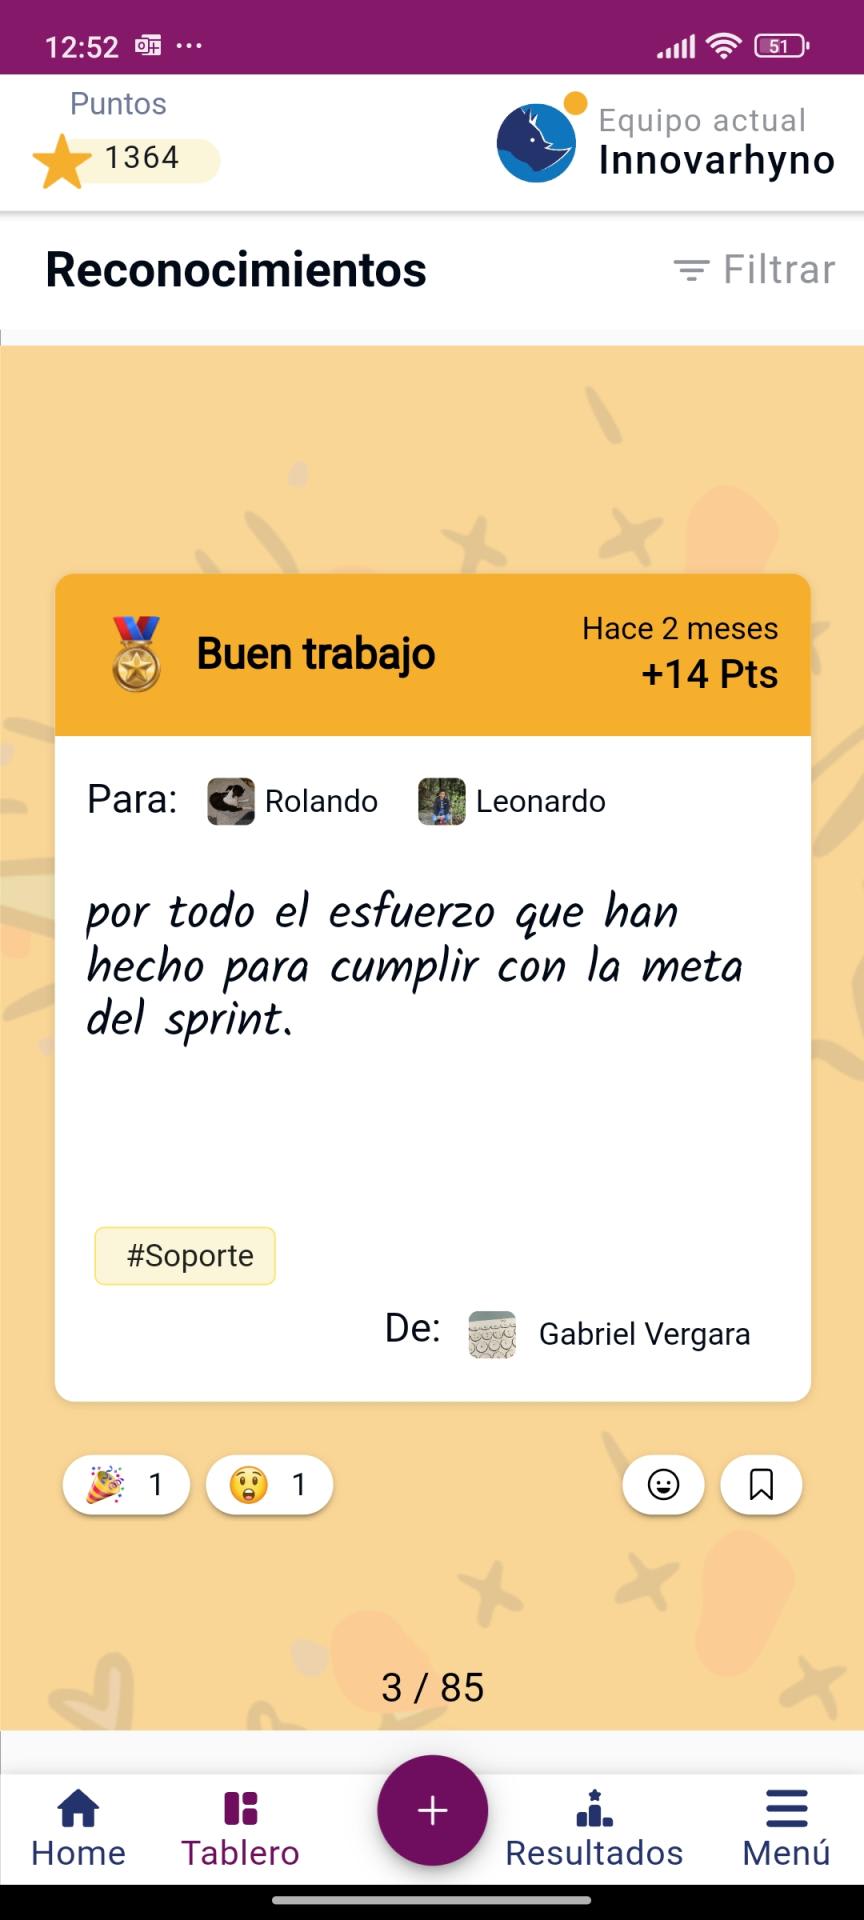 12:52
51
Puntos
1364
Equipo actual
Innovarhyno
Reconocimientos
Filtrar
Buen trabajo
Hace 2 meses
+14 Pts
Para: Rolando Leonardo
por todo el esfuerzo que han
hecho para cumplir con la meta
del sprint.
#Soporte
De: Gabriel Vergara
1 1
3 / 85
Home Tablero + Resultados Menú